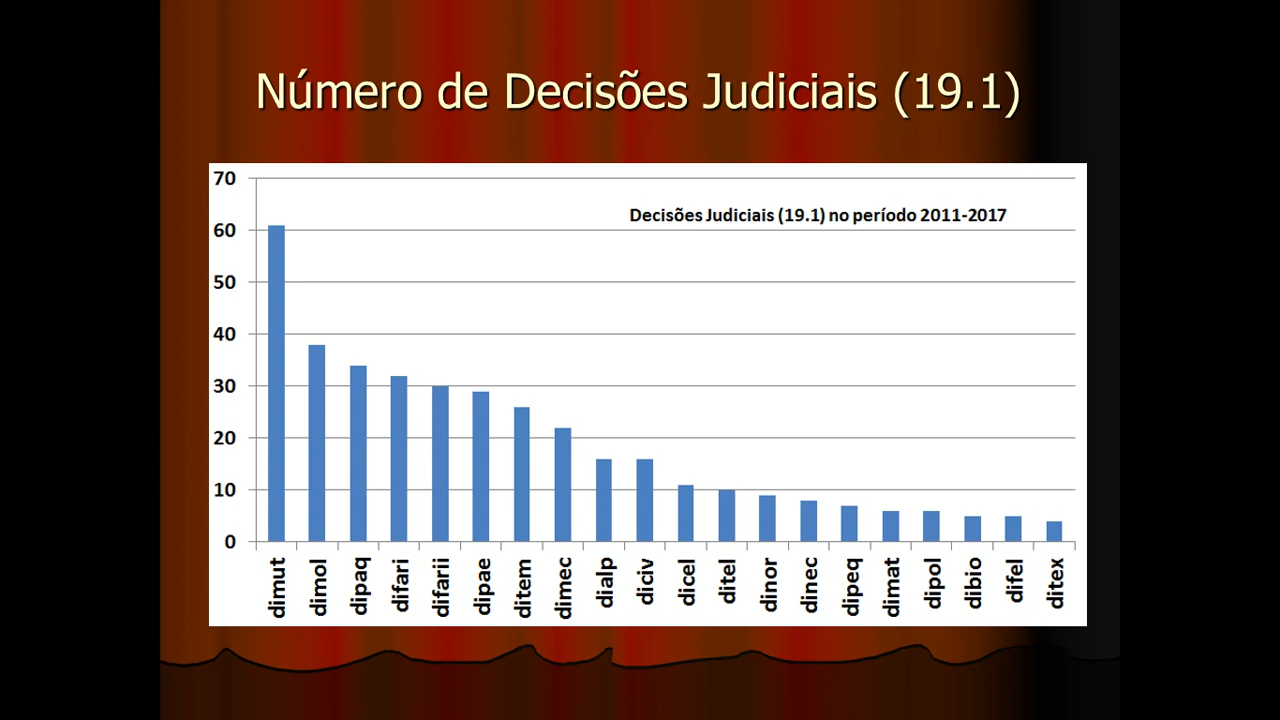 Número de Decisões Judiciais (19.1)
Decisões Judiciais (19.1) no período 2011-2017
70
60
50
40
30
20
10
0
dimut
dimol
dipaq
difari
difarii
dipae
ditem
dimec
dialp
diciv
dicel
ditel
dinor
dinec
dipeq
dimat
dipol
dibio
difel
ditex